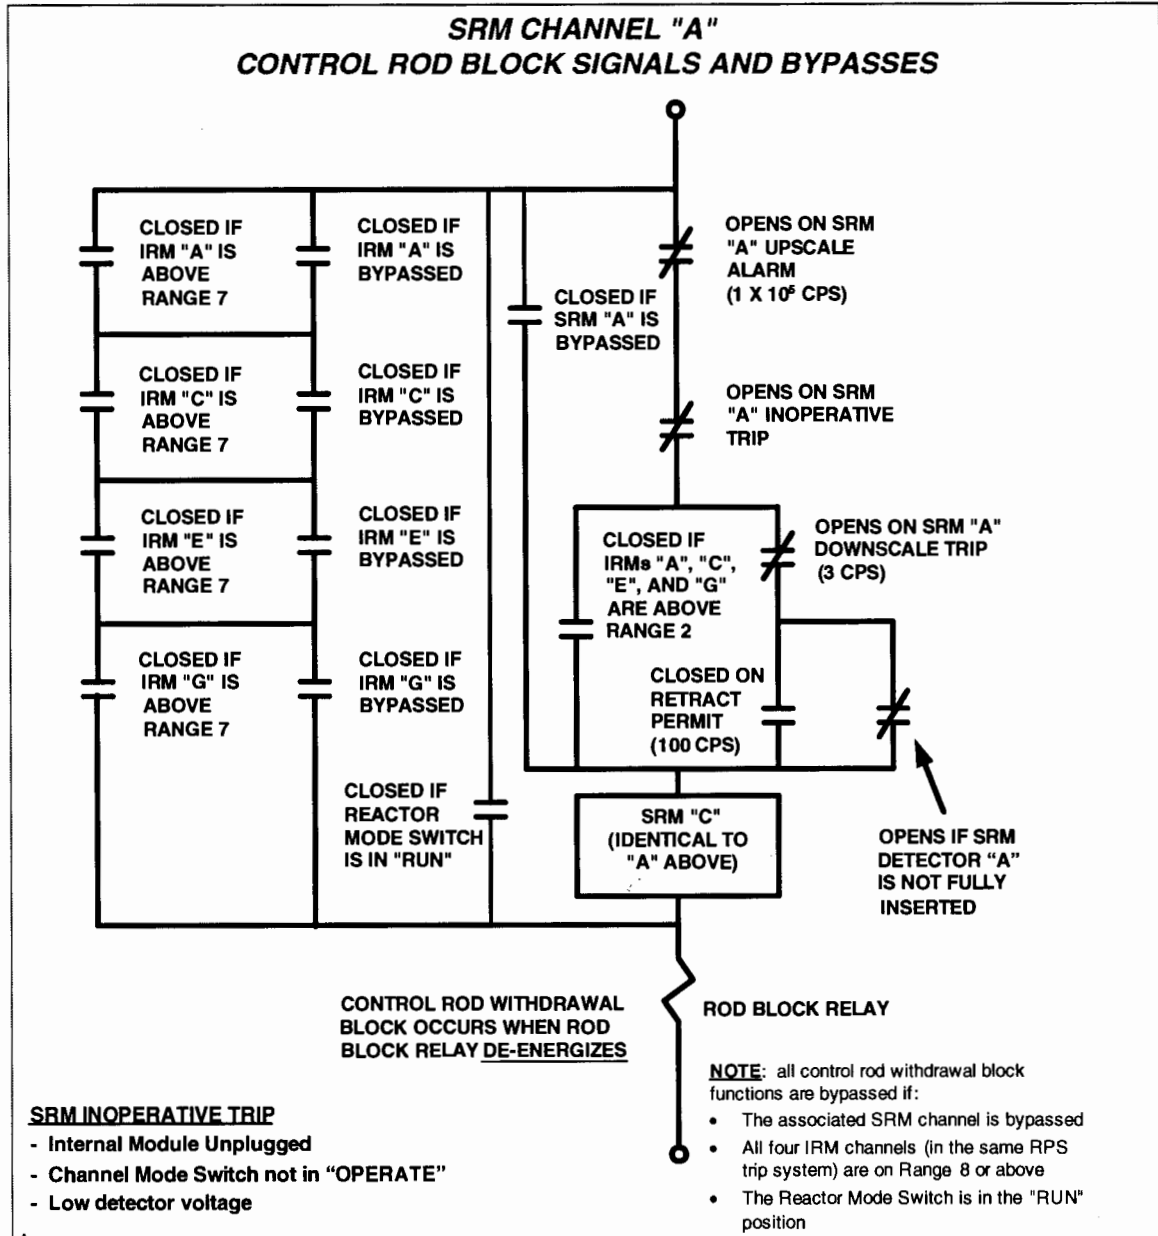 SRM CHANNEL "A"
CONTROL ROD BLOCK SIGNALS AND BYPASSES
CLOSED IF
IRM "A" IS
ABOVE
RANGE 7
CLOSED IF
IRM "A" IS
BYPASSED
CLOSED IF
SRM "A" IS
BYPASSED
OPENS ON SRM
"A" UPSCALE
ALARM
(1 X 10⁵ CPS)
CLOSED IF
IRM "C" IS
ABOVE
RANGE 7
CLOSED IF
IRM "C" IS
BYPASSED
OPENS ON SRM
"A" INOPERATIVE
TRIP
CLOSED IF
IRM "E" IS
ABOVE
RANGE 7
CLOSED IF
IRM "E" IS
BYPASSED
CLOSED IF
IRMs "A", "C",
"E", AND "G"
ARE ABOVE
RANGE 2
OPENS ON SRM "A"
DOWNSCALE TRIP
(3 CPS)
CLOSED IF
IRM "G" IS
ABOVE
RANGE 7
CLOSED IF
IRM "G" IS
BYPASSED
CLOSED ON
RETRACT
PERMIT
(100 CPS)
CLOSED IF
REACTOR
MODE SWITCH
IS IN "RUN"
SRM "C"
(IDENTICAL TO
"A" ABOVE)
OPENS IF SRM
DETECTOR “A”
IS NOT FULLY
INSERTED
CONTROL ROD WITHDRAWAL
BLOCK OCCURS WHEN ROD
BLOCK RELAY DE-ENERGIZES
ROD BLOCK RELAY
SRM INOPERATIVE TRIP
- Internal Module Unplugged
- Channel Mode Switch not in “OPERATE”
- Low detector voltage
NOTE: all control rod withdrawal block
functions are bypassed if:
• The associated SRM channel is bypassed
• All four IRM channels (in the same RPS
trip system) are on Range 8 or above
• The Reactor Mode Switch is in the "RUN"
position